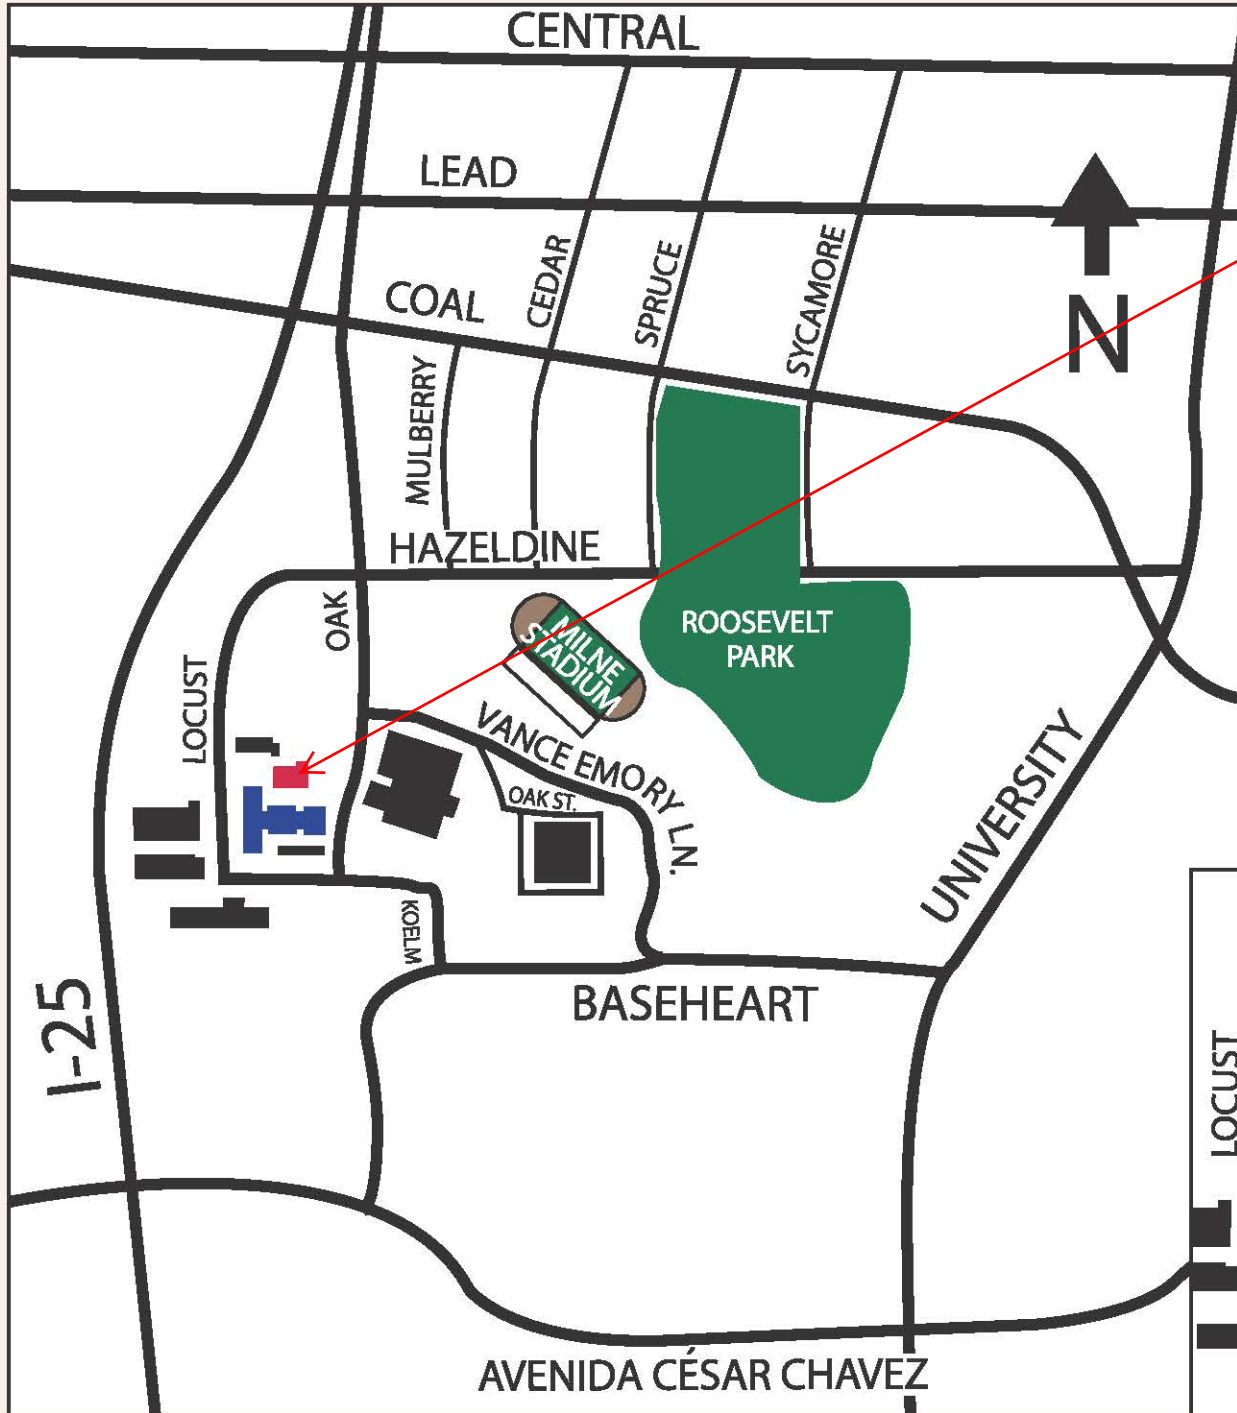 CENTRAL
LEAD
COAL
CEDAR
SPRUCE
SYCAMORE
N
MULBERRY
HAZELDINE
OAK
MILNE
STADIUM
ROOSEVELT
PARK
LOCUST
VANCE EMORY LN.
OAK ST.
UNIVERSITY
KOELM
I-25
BASEHEART
LOCUST
AVENIDA CÉSAR CHAVEZ